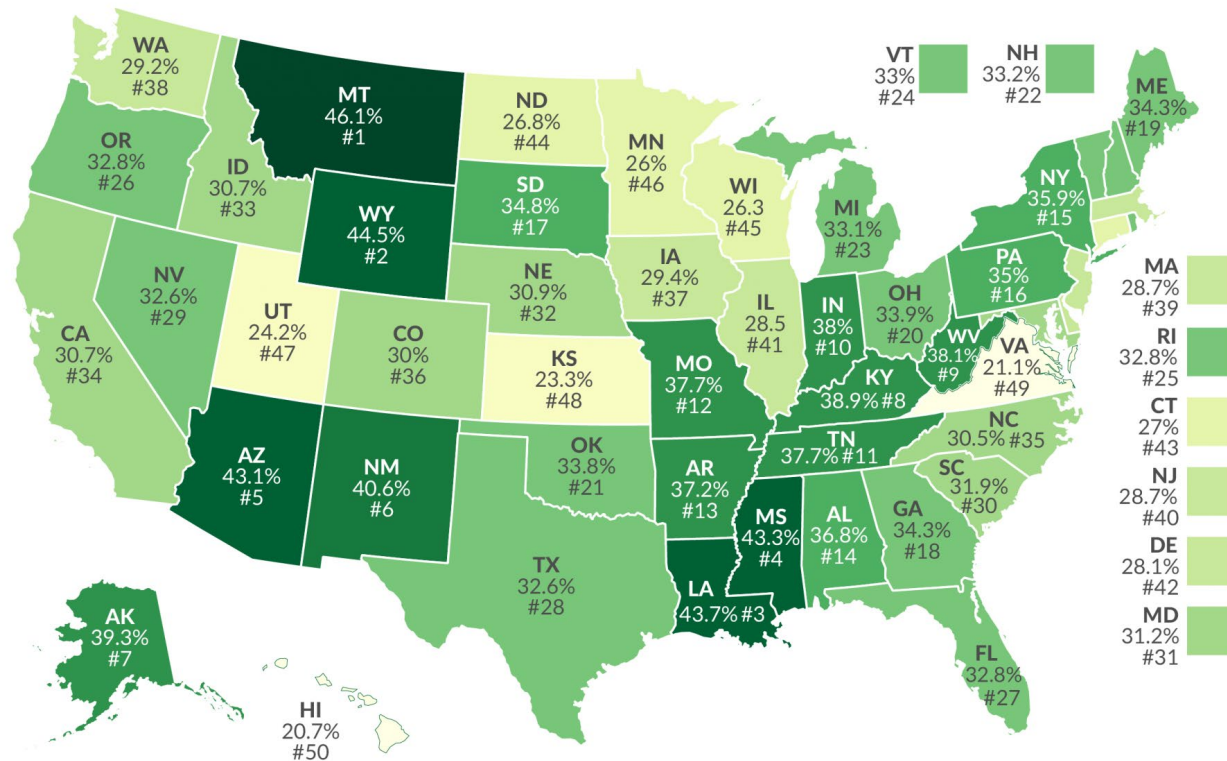 WA
29.2%
#38
MT
46.1%
#1
ND
26.8%
#44
MN
26%
#46
VT
33%
#24
NH
33.2%
#22
ME
34.3%
#19
OR
32.8%
#26
ID
30.7%
#33
WY
44.5%
#2
SD
34.8%
#17
WI
26.3
#45
MI
33.1%
#23
NY
35.9%
#15
NV
32.6%
#29
UT
24.2%
#47
CO
30%
#36
NE
30.9%
#32
IA
29.4%
#37
IL
28.5
#41
IN
38%
#10
OH
33.9%
#20
PA
35%
#16
MA
28.7%
#39
CA
30.7%
#34
KS
23.3%
#48
MO
37.7%
#12
KY
38.9% #8
WV
38.1%
#9
VA
21.1%
#49
RI
32.8%
#25
AZ
43.1%
#5
NM
40.6%
#6
OK
33.8%
#21
AR
37.2%
#13
TN
37.7% #11
NC
30.5% #35
CT
27%
#43
TX
32.6%
#28
LA
43.7% #3
MS
43.3%
#4
AL
36.8%
#14
GA
34.3%
#18
SC
31.9%
#30
NJ
28.7%
#40
DE
28.1%
#42
AK
39.3%
#7
HI
20.7%
#50
FL
32.8%
#27
MD
31.2%
#31